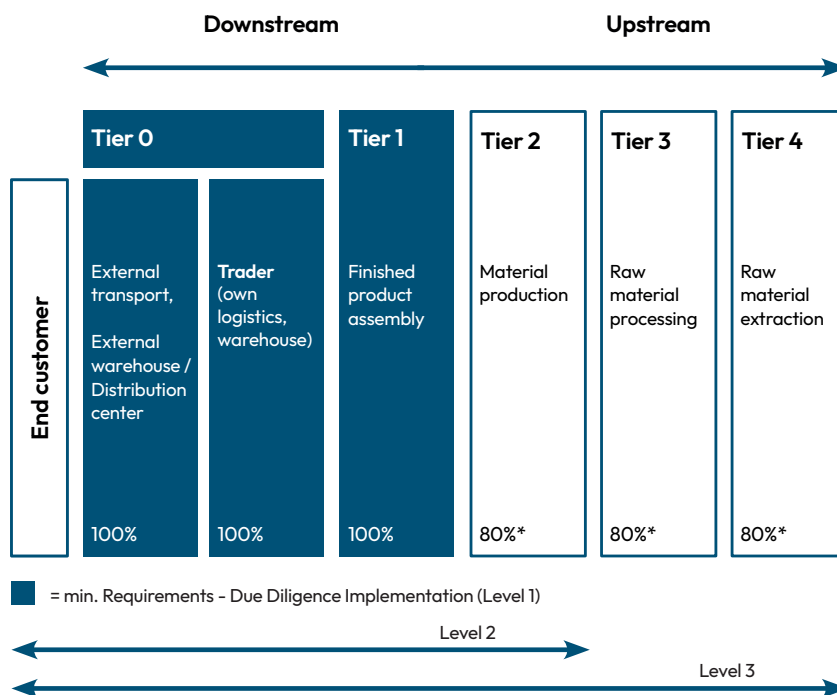 Downstream
Upstream
Tier 0
Tier 1
Tier 2
Tier 3
Tier 4
End customer
External
transport,
External
warehouse /
Distribution
center
100%
Trader
(own
logistics,
warehouse)
100%
Finished
product
assembly
100%
Material
production
80%*
Raw
material
processing
80%*
Raw
material
extraction
80%*
= min. Requirements - Due Diligence Implementation (Level 1)
Level 2
Level 3